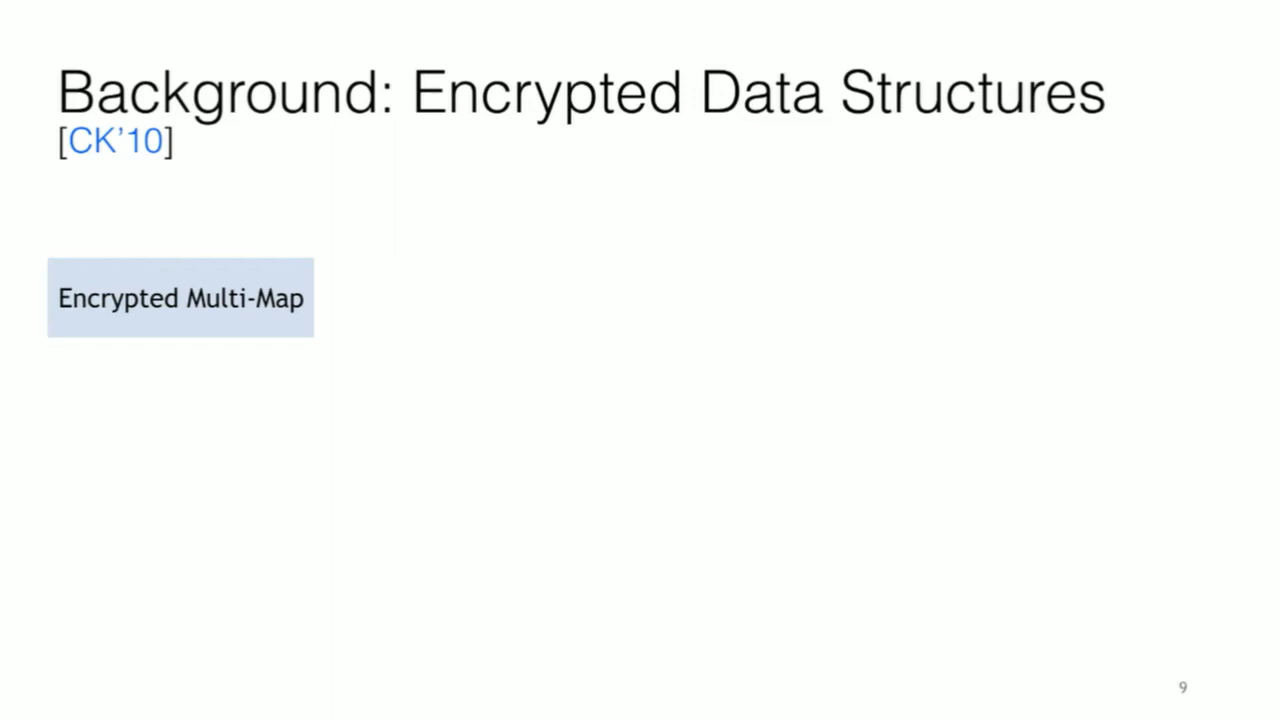 Background: Encrypted Data Structures
[CK’10]
Encrypted Multi-Map
9